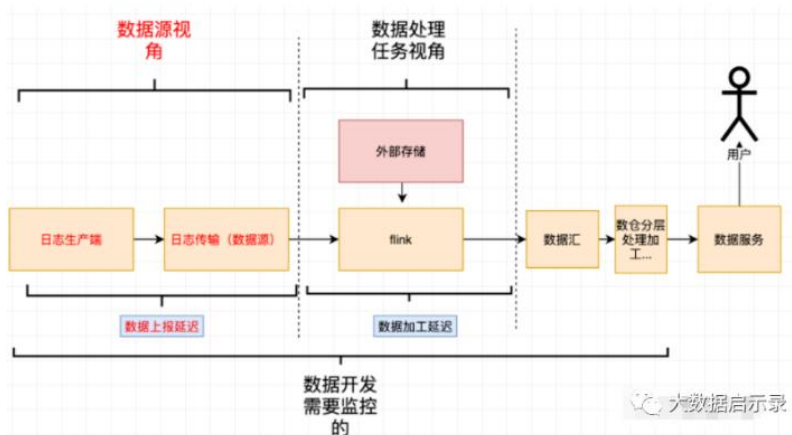 数据源视
角
数据处理
任务视角
外部存储
用户
日志生产端
日志传输（数据源）
flink
数据汇
数仓分层
处理加
工...
数据服务
数据上报延迟
数据加工延迟
数据开发
需要监控
的
大数据启示录